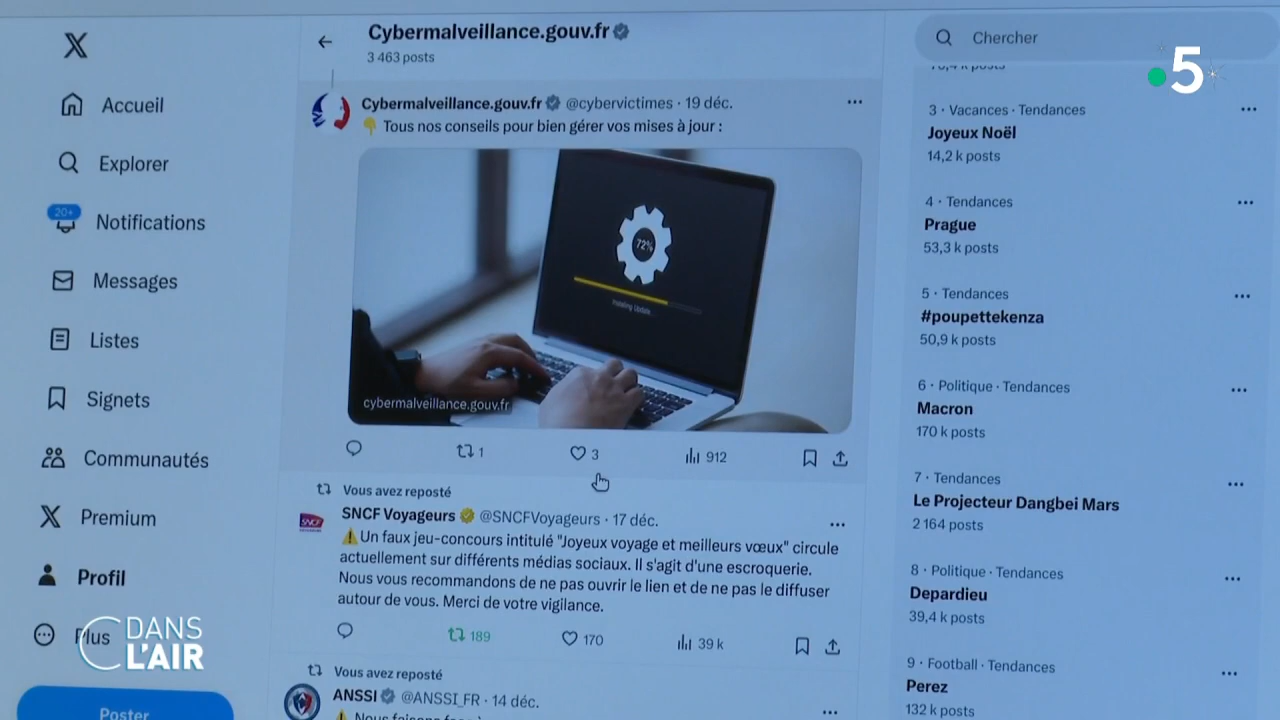 Accueil
Explorer
20+
Notifications
Messages
Listes
Signets
Communautés
Premium
Profil
Plus
Poster
DANS
L'AIR
Cybermalveillance.gouv.fr
3 463 posts
Cybermalveillance.gouv.fr @cybervictimes · 19 déc.
Tous nos conseils pour bien gérer vos mises à jour :
72%
Installing Update...
cybermalveillance.gouv.fr
1
3
912
Vous avez reposté
SNCF
SNCF Voyageurs @SNCFVoyageurs · 17 déc.
Un faux jeu-concours intitulé "Joyeux voyage et meilleurs vœux" circule
actuellement sur différents médias sociaux. Il s'agit d'une escroquerie.
Nous vous recommandons de ne pas ouvrir le lien et de ne pas le diffuser
autour de vous. Merci de votre vigilance.
189
170
39 k
Vous avez reposté
ANSSI @ANSSI_FR · 14 déc.
Chercher
5
3 · Vacances · Tendances
Joyeux Noël
14,2 k posts
4 · Tendances
Prague
53,3 k posts
5 · Tendances
#poupettekenza
50,9 k posts
6 · Politique · Tendances
Macron
170 k posts
7 · Tendances
Le Projecteur Dangbei Mars
2 164 posts
8 · Politique · Tendances
Depardieu
39,4 k posts
9 · Football · Tendances
Perez
132 k posts